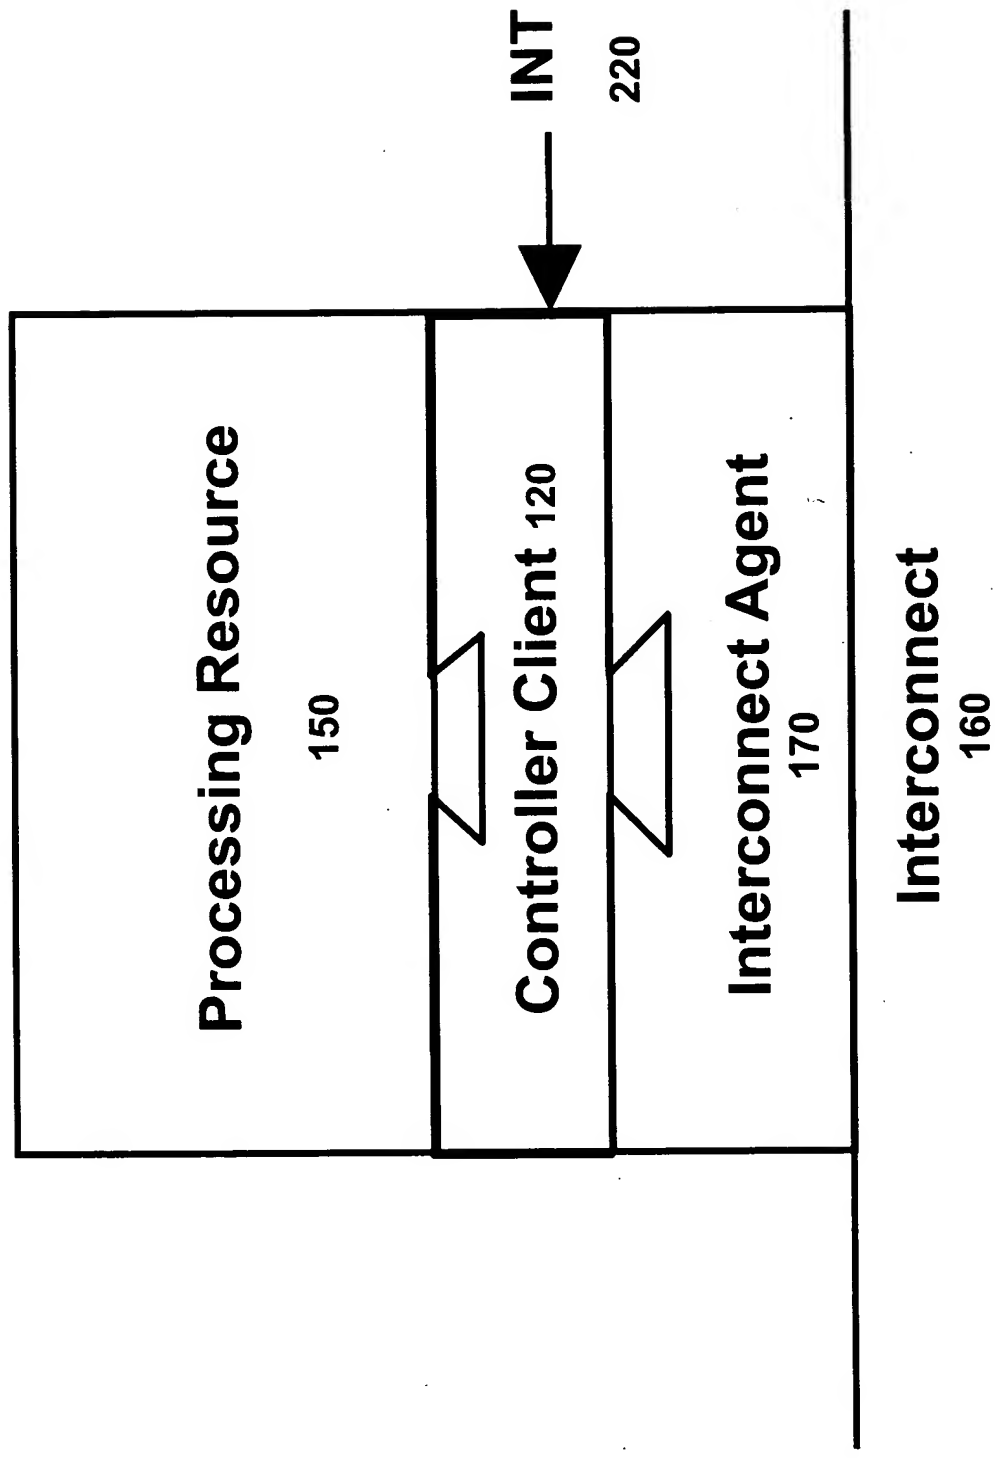 Processing Resource
150
Controller Client 120
INT
220
Interconnect Agent
170
Interconnect
160